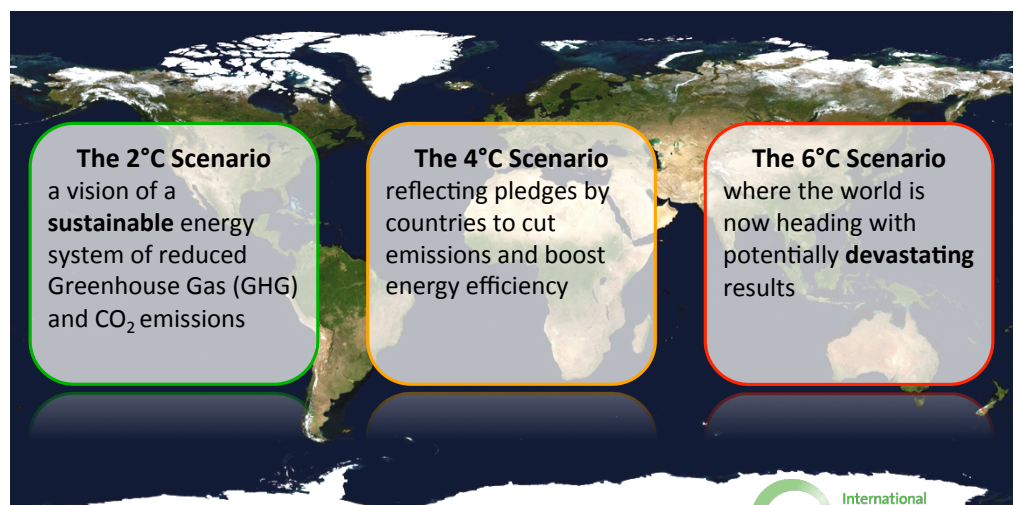 The 2°C Scenario
a vision of a
sustainable energy
system of reduced
Greenhouse Gas (GHG)
and CO₂ emissions
The 4°C Scenario
reflecting pledges by
countries to cut
emissions and boost
energy efficiency
The 6°C Scenario
where the world is
now heading with
potentially devastating
results
International